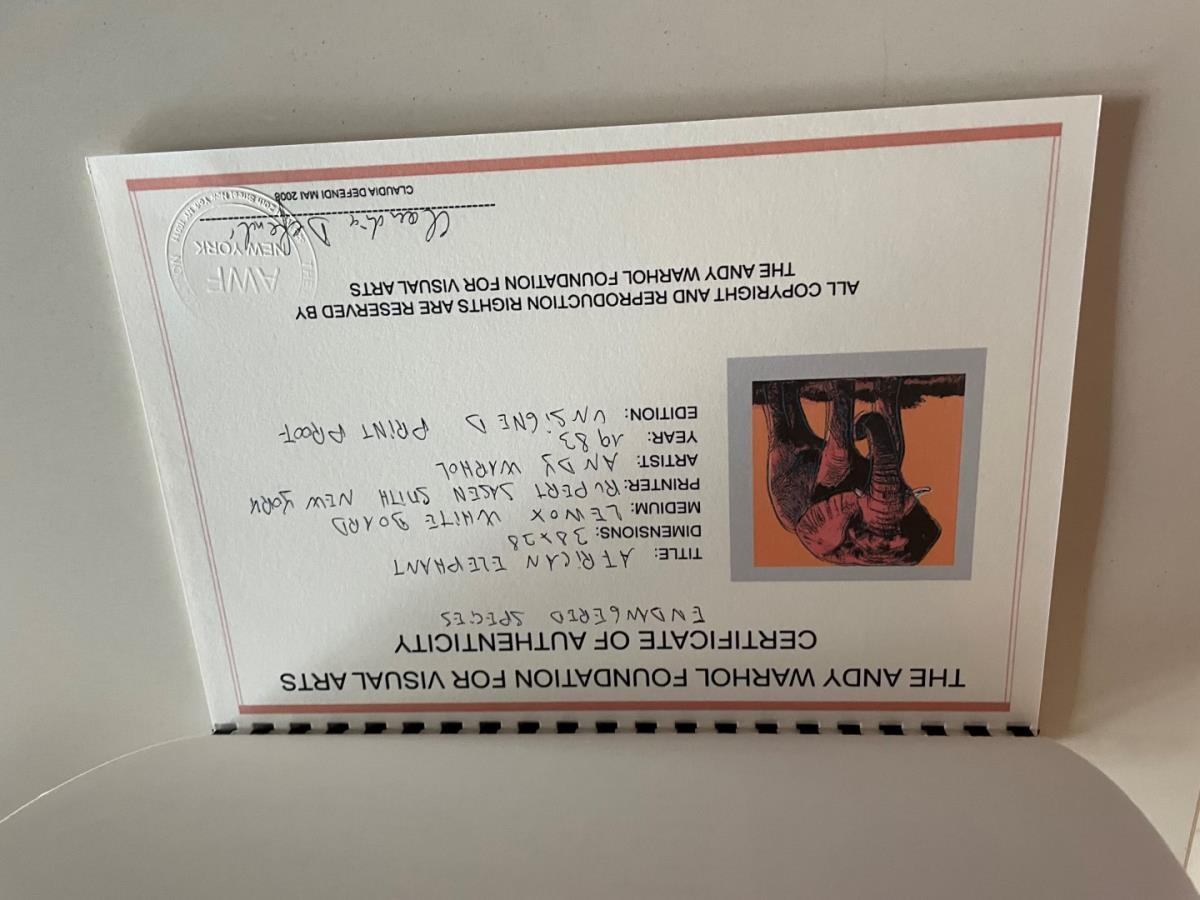 THE ANDY WARHOL FOUNDATION FOR VISUAL ARTS
CERTIFICATE OF AUTHENTICITY
ENDANGERED SPECIES
TITLE: AFRICAN ELEPHANT
DIMENSIONS: 38x38
MEDIUM: LENOX WHITE BOARD
PRINTER: RUPERT JASEN SMITH NEW YORK
ARTIST: ANDY WARHOL
YEAR: 1983.
EDITION: UNSIGNED PRINT PROOF
ALL COPYRIGHT AND REPRODUCTION RIGHTS ARE RESERVED BY
THE ANDY WARHOL FOUNDATION FOR VISUAL ARTS
Claudia Defendi
CLAUDIA DEFENDI MAI 2008
AWF
NEW YORK